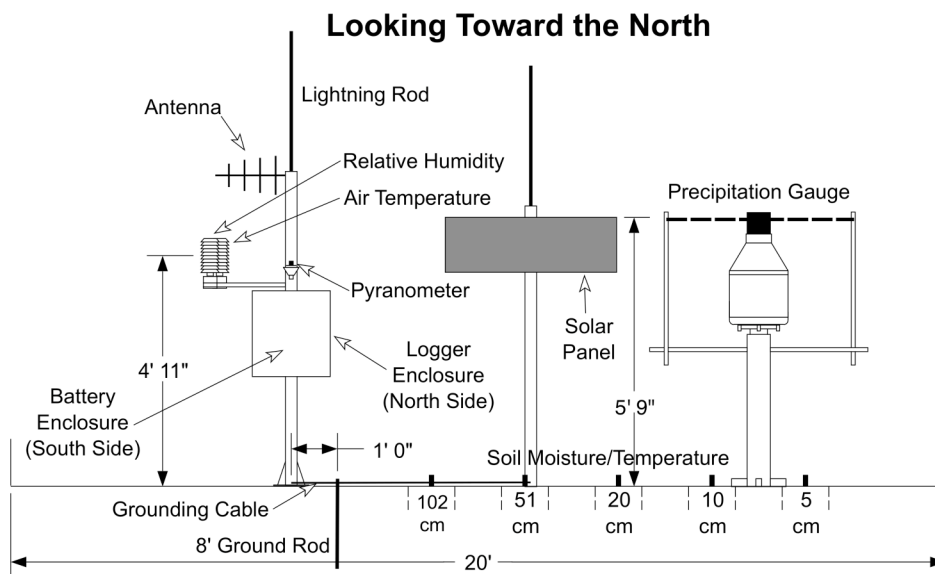 Looking Toward the North
Lightning Rod
Antenna
Relative Humidity
Air Temperature
Precipitation Gauge
Pyranometer
Solar
Panel
Logger
Enclosure
(North Side)
4' 11"
Battery
Enclosure
(South Side)
5' 9"
1' 0"
Soil Moisture/Temperature
Grounding Cable
102
cm
51
cm
20
cm
10
cm
5
cm
8' Ground Rod
20'